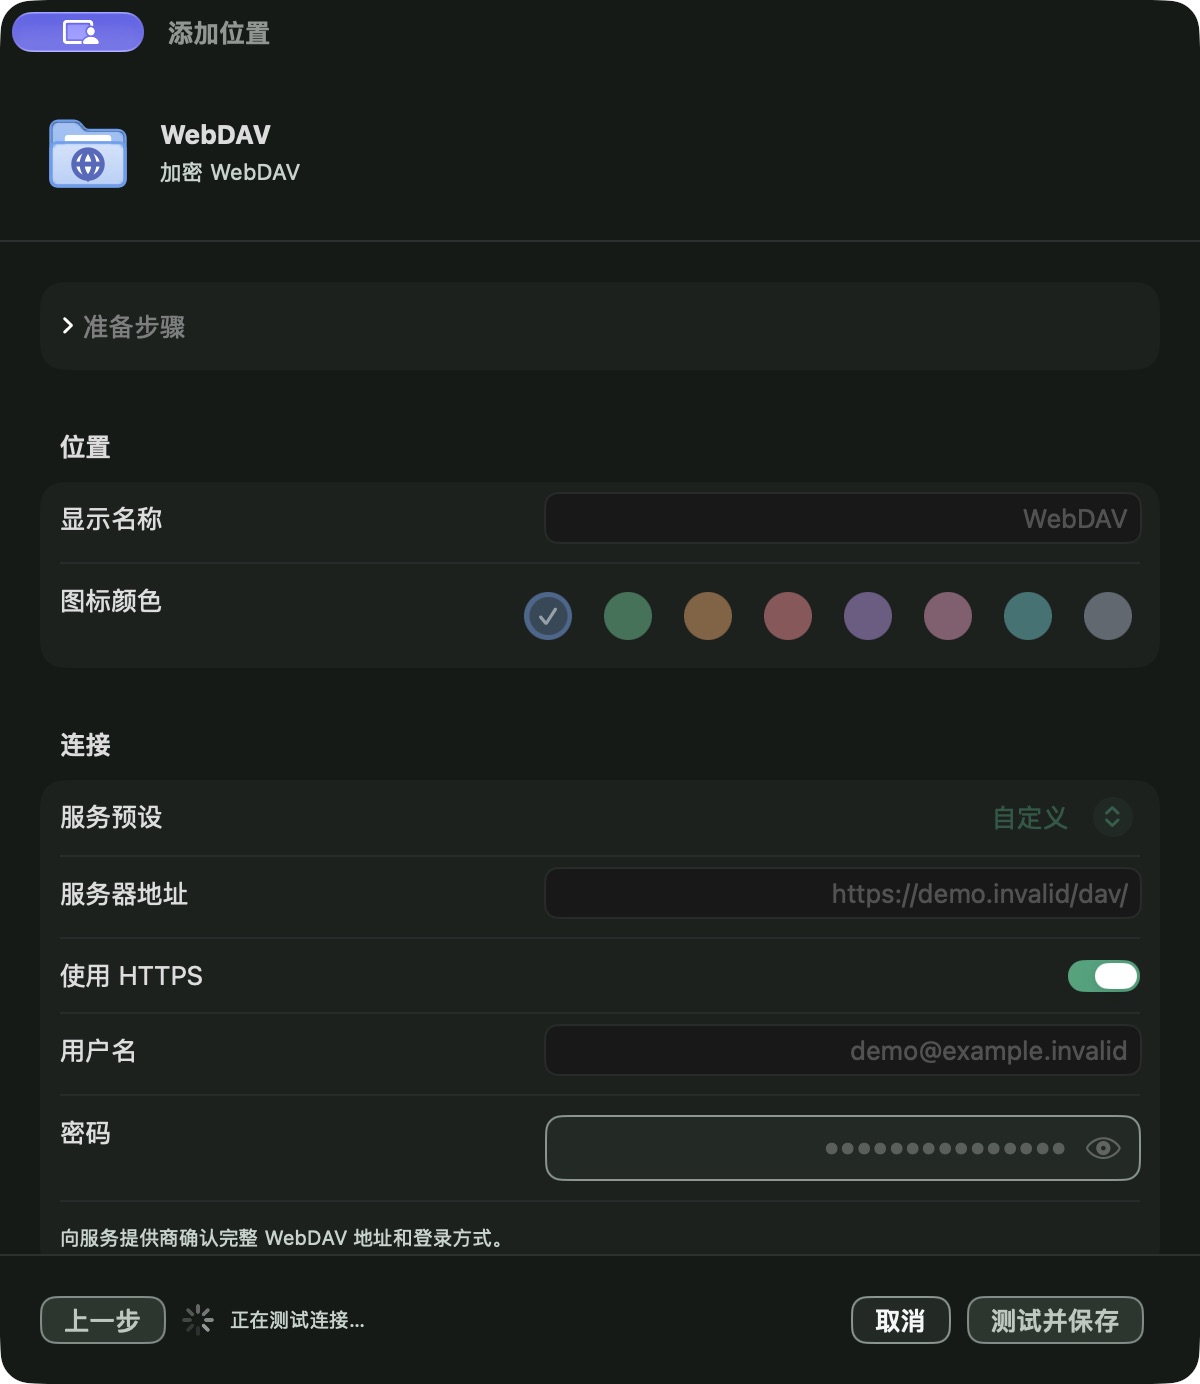 添加位置
WebDAV
加密 WebDAV
准备步骤
位置
显示名称
WebDAV
图标颜色
连接
服务预设
自定义
服务器地址
https://demo.invalid/dav/
使用 HTTPS
用户名
demo@example.invalid
密码
•••••••••••••••
向服务提供商确认完整 WebDAV 地址和登录方式。
上一步
正在测试连接...
取消
测试并保存